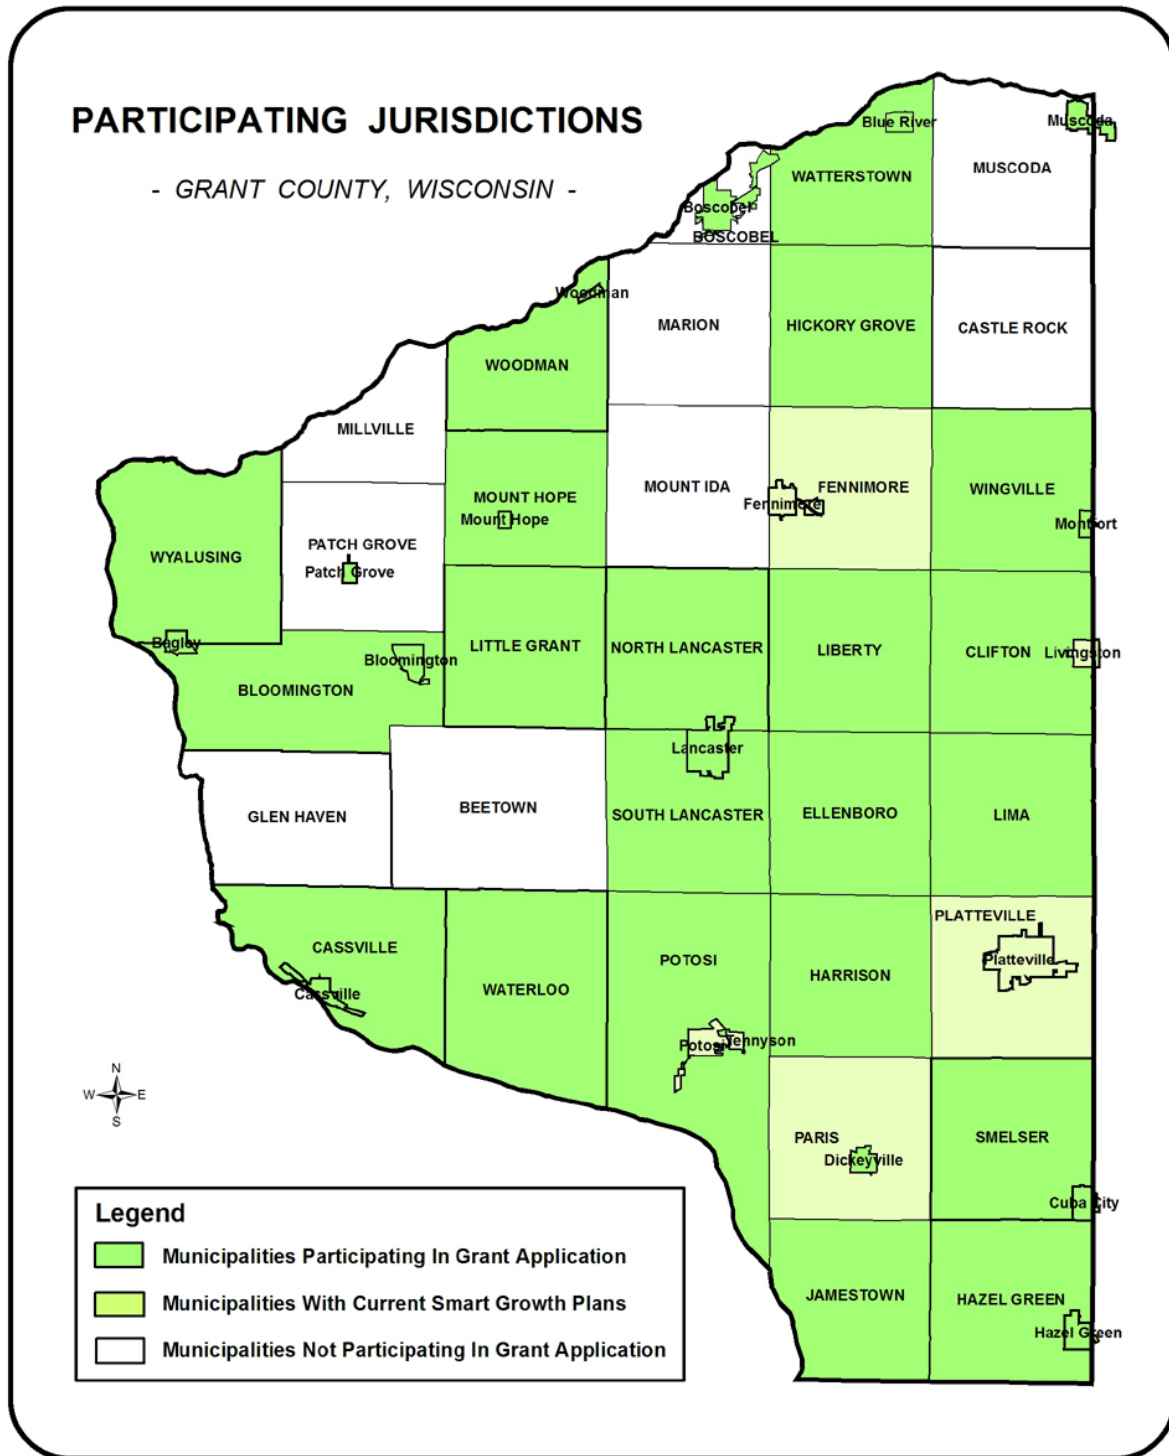 PARTICIPATING JURISDICTIONS
- GRANT COUNTY, WISCONSIN -
Blue River
Muscoda
WATTERSTOWN
MUSCODA
Boscobel
BOSCOBEL
Woodman
MARION
HICKORY GROVE
CASTLE ROCK
WOODMAN
MILLVILLE
MOUNT HOPE
Mount Hope
MOUNT IDA
Fennimore
FENNIMORE
WINGVILLE
Montfort
WYALUSING
PATCH GROVE
Patch Grove
Bagley
Bloomington
BLOOMINGTON
LITTLE GRANT
NORTH LANCASTER
LIBERTY
CLIFTON
Livingston
Lancaster
GLEN HAVEN
BEETOWN
SOUTH LANCASTER
ELLENBORO
LIMA
CASSVILLE
Cassville
WATERLOO
POTOSI
HARRISON
PLATTEVILLE
Platteville
Potosi
Tennyson
N
W
E
S
PARIS
Dickeyville
SMELSER
Cuba City
JAMESTOWN
HAZEL GREEN
Hazel Green
Legend
Municipalities Participating In Grant Application
Municipalities With Current Smart Growth Plans
Municipalities Not Participating In Grant Application